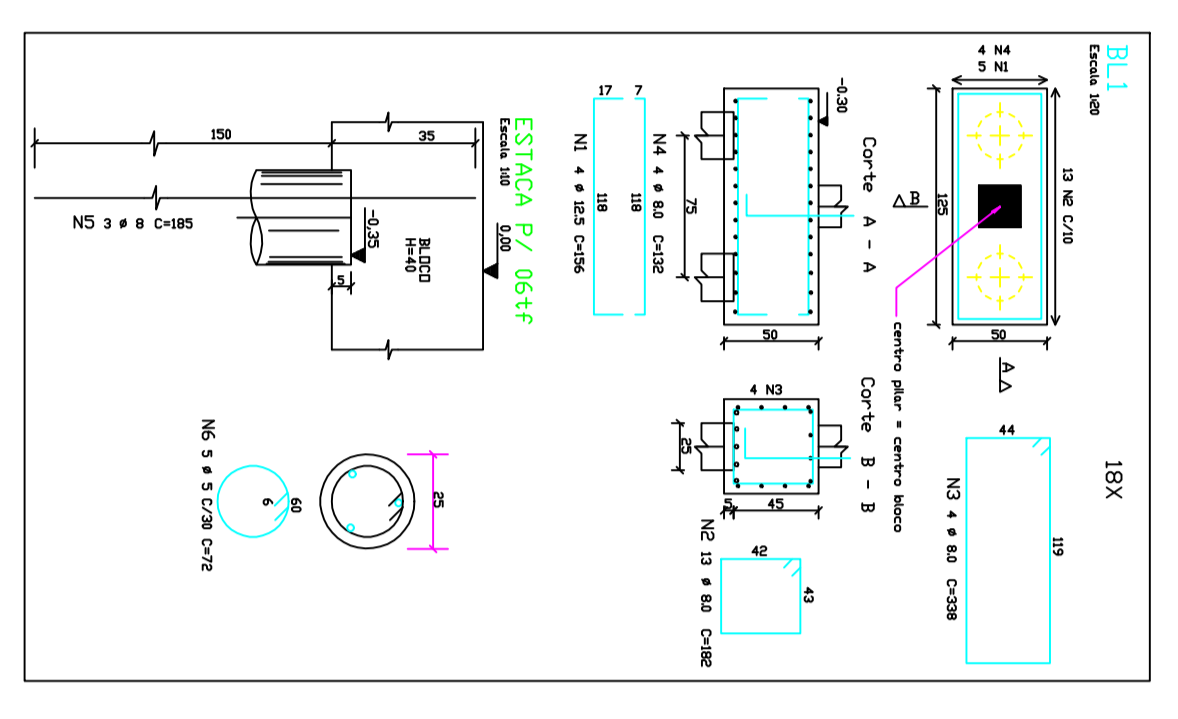 BL1
Escala 1:20
18X
4 N4
5 N1
13 N2 C/10
125
50
B
A
centro pilar = centro bloco
44
119
N3 4 ø 8.0 C=338
Corte A - A
-0.30
75
50
7
118
N4 4 ø 8.0 C=132
17
118
N1 4 ø 12.5 C=156
Corte B - B
4 N3
25
5
45
42
43
N2 13 ø 8.0 C=182
ESTACA P/ 06tf
Escala 1:10
0,00
150
35
BLOCO
H=40
-0,35
5
N5 3 ø 8 C=185
25
60
6
N6 5 ø 5 C/30 C=72